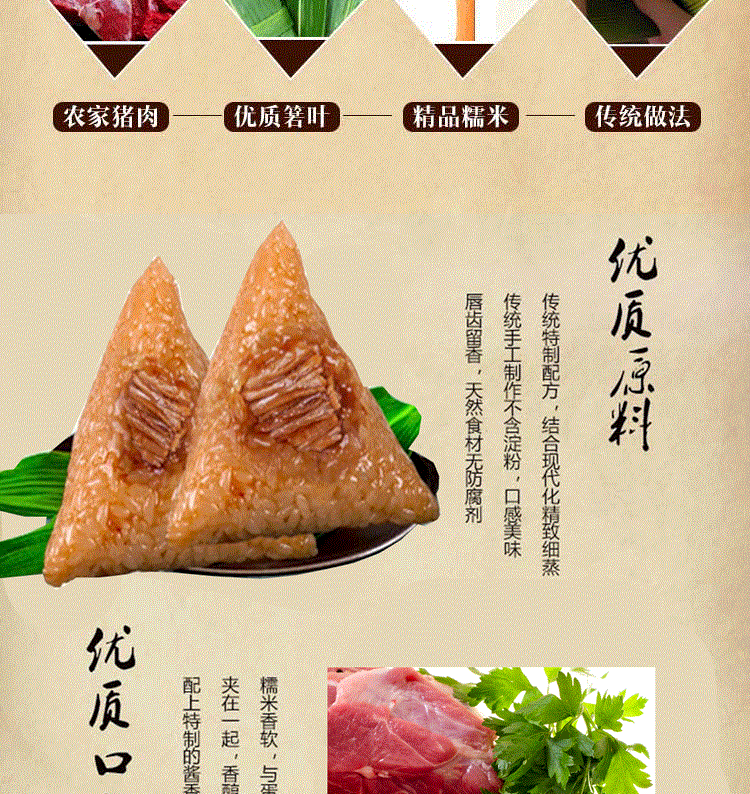 农家猪肉
优质箬叶
精品糯米
传统做法
优质原料
传统特制配方，结合现代化精致细蒸
传统手工制作不含淀粉，口感美味
唇齿留香，天然食材无防腐剂
优质口
糯米香软，与蛋
夹在一起，香醇
配上特制的酱香